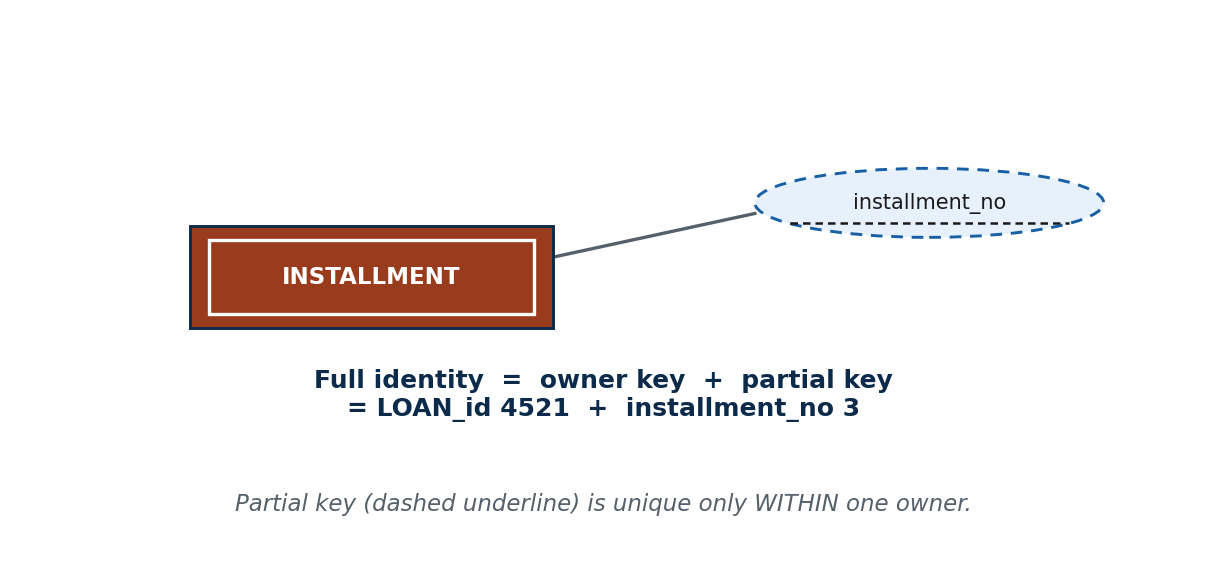 installment_no
INSTALLMENT
Full identity = owner key + partial key
= LOAN_id 4521 + installment_no 3
Partial key (dashed underline) is unique only WITHIN one owner.